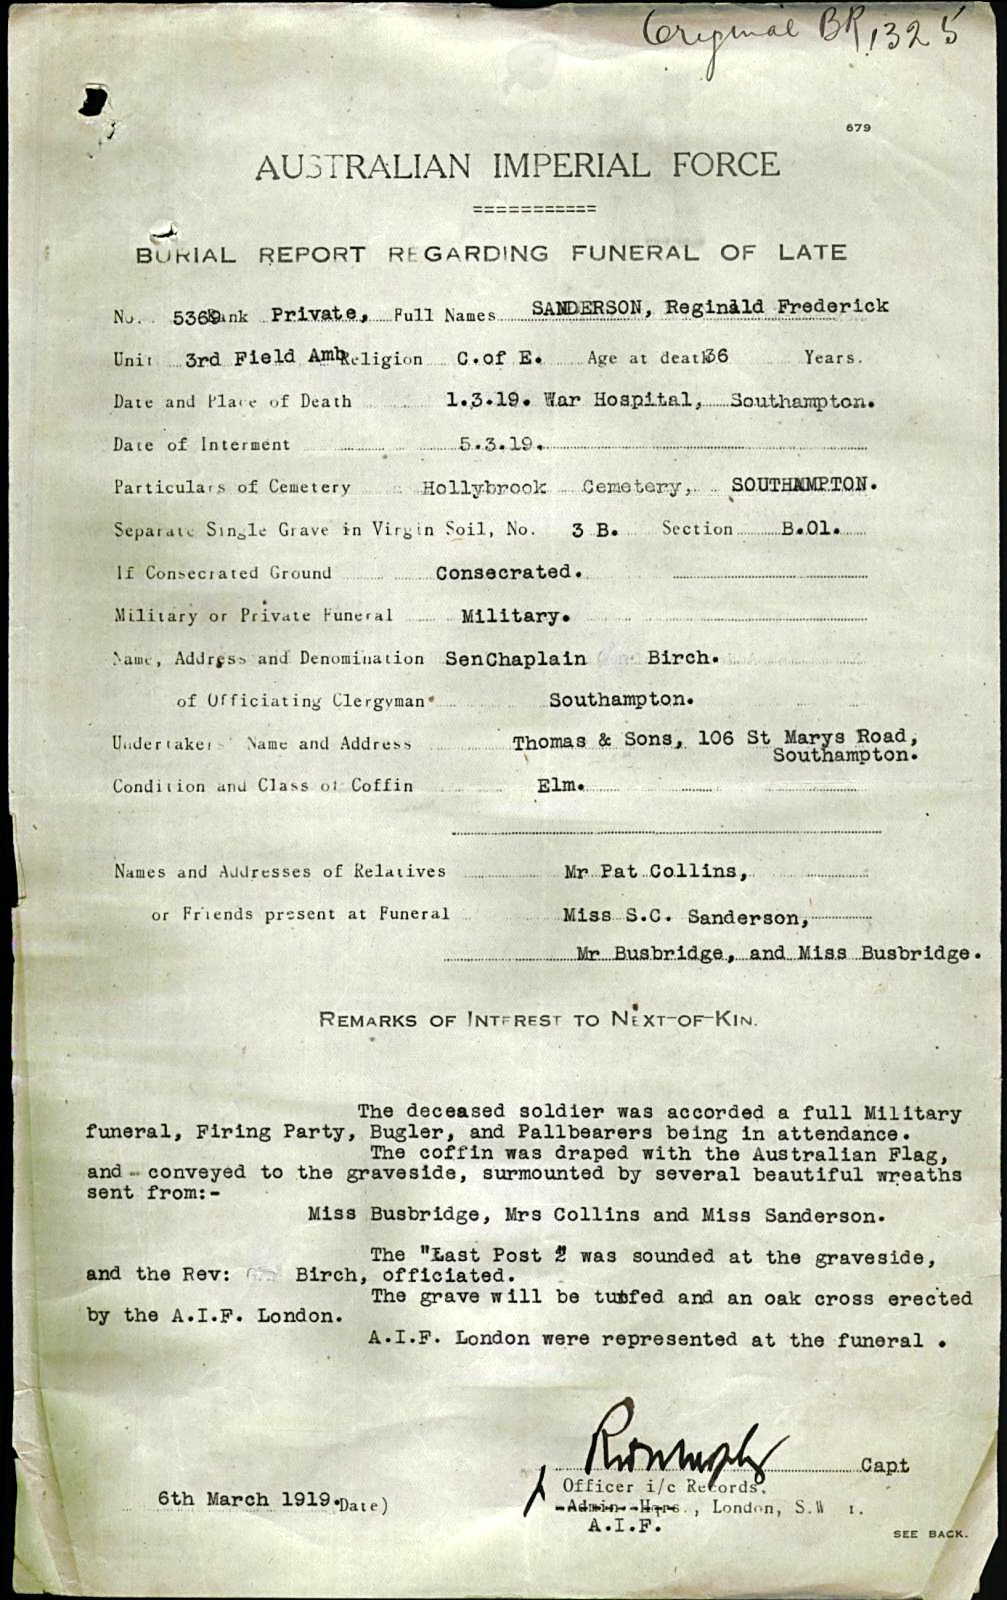 Original BR 1325
679
AUSTRALIAN IMPERIAL FORCE
===========
BURIAL REPORT REGARDING FUNERAL OF LATE
No. 5369 Rank Private, Full Names SANDERSON, Reginald Frederick
Unit 3rd Field Amb Religion C.of E. Age at death 36 Years.
Date and Place of Death 1.3.19. War Hospital, Southampton.
Date of Interment 5.3.19.
Particulars of Cemetery Hollybrook Cemetery, SOUTHAMPTON.
Separate Single Grave in Virgin Soil, No. 3 B. Section B.01.
If Consecrated Ground Consecrated.
Military or Private Funeral Military.
Name, Address and Denomination SenChaplain Birch.
of Officiating Clergyman Southampton.
Undertakers' Name and Address Thomas & Sons, 106 St Marys Road,
Southampton.
Condition and Class of Coffin Elm.
Names and Addresses of Relatives Mr Pat Collins,
or Friends present at Funeral Miss S.C. Sanderson,
Mr Busbridge, and Miss Busbridge.
REMARKS OF INTEREST TO NEXT-OF-KIN.
The deceased soldier was accorded a full Military
funeral, Firing Party, Bugler, and Pallbearers being in attendance.
The coffin was draped with the Australian Flag,
and - conveyed to the graveside, surmounted by several beautiful wreaths
sent from:-
Miss Busbridge, Mrs Collins and Miss Sanderson.
The "Last Post " was sounded at the graveside,
and the Rev: Birch, officiated.
The grave will be turfed and an oak cross erected
by the A.I.F. London.
A.I.F. London were represented at the funeral .
Capt
Officer i/c Records.
6th March 1919. Date) Admin. Hqrs., London, S.W 1.
A.I.F.
SEE BACK.